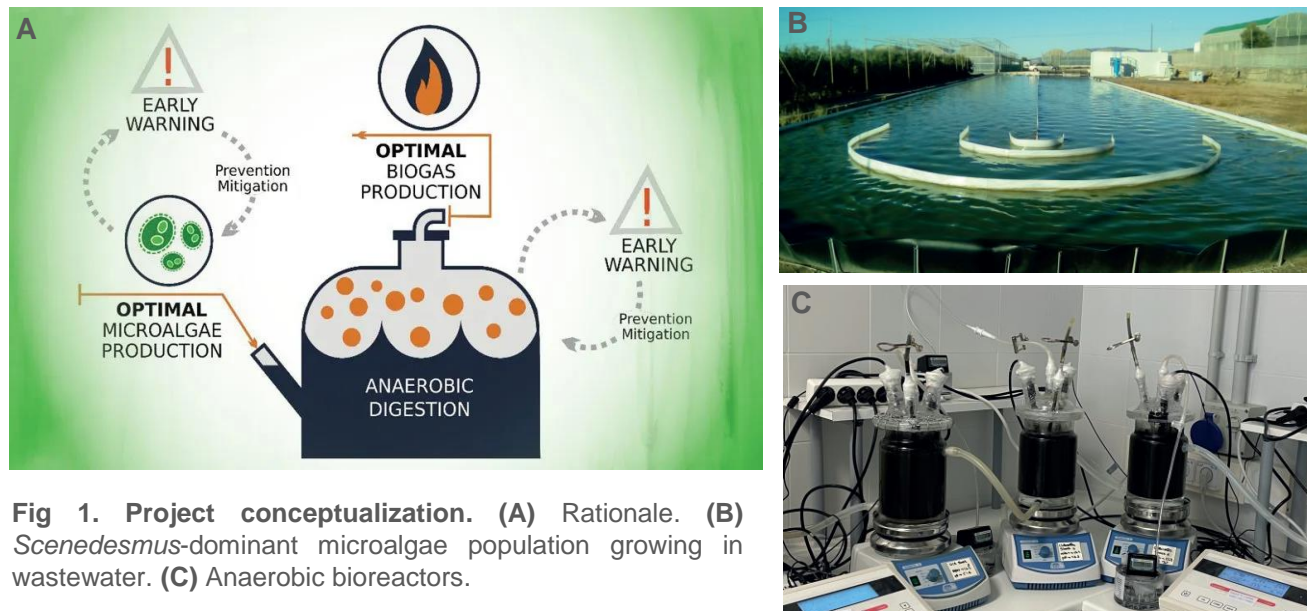 A
EARLY
WARNING
Prevention
Mitigation
OPTIMAL
MICROALGAE
PRODUCTION
OPTIMAL
BIOGAS
PRODUCTION
ANAEROBIC
DIGESTION
EARLY
WARNING
Prevention
Mitigation
B
C
Fig 1. Project conceptualization. (A) Rationale. (B)
Scenedesmus-dominant microalgae population growing in
wastewater. (C) Anaerobic bioreactors.